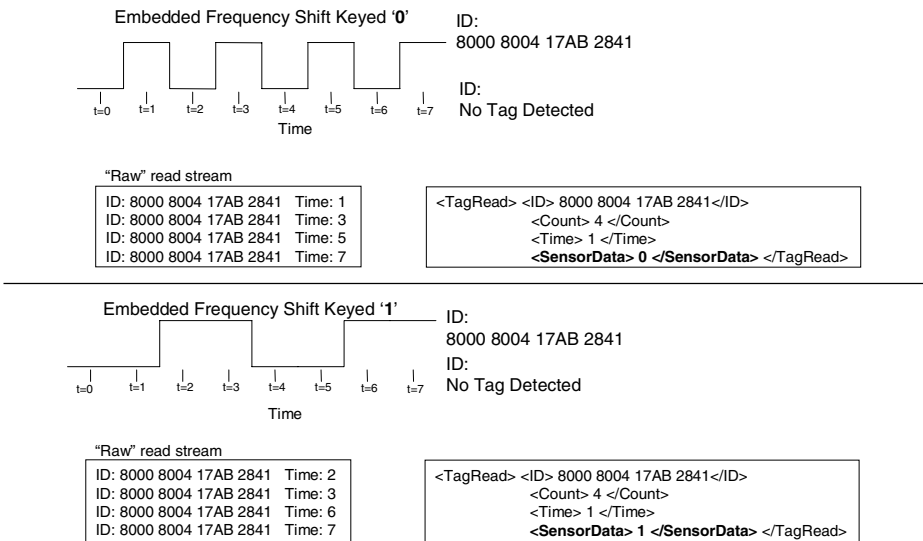 Embedded Frequency Shift Keyed ‘0’
ID:
8000 8004 17AB 2841
ID:
No Tag Detected
t=0 t=1 t=2 t=3 t=4 t=5 t=6 t=7
Time
“Raw” read stream
ID: 8000 8004 17AB 2841 Time: 1
ID: 8000 8004 17AB 2841 Time: 3
ID: 8000 8004 17AB 2841 Time: 5
ID: 8000 8004 17AB 2841 Time: 7
<TagRead> <ID> 8000 8004 17AB 2841</ID>
<Count> 4 </Count>
<Time> 1 </Time>
<SensorData> 0 </SensorData> </TagRead>
Embedded Frequency Shift Keyed ‘1’
ID:
8000 8004 17AB 2841
ID:
No Tag Detected
t=0 t=1 t=2 t=3 t=4 t=5 t=6 t=7
Time
“Raw” read stream
ID: 8000 8004 17AB 2841 Time: 2
ID: 8000 8004 17AB 2841 Time: 3
ID: 8000 8004 17AB 2841 Time: 6
ID: 8000 8004 17AB 2841 Time: 7
<TagRead> <ID> 8000 8004 17AB 2841</ID>
<Count> 4 </Count>
<Time> 1 </Time>
<SensorData> 1 </SensorData> </TagRead>